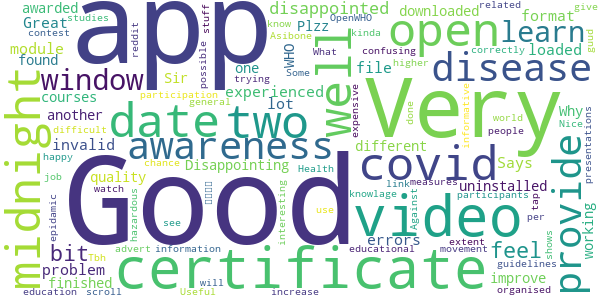 awarded
studies
Great
contest
module
found
window
courses
another
invalid
midnight
bit
problem
epidamic
finished
Tbh
education
scroll
app
reddit
stuff
Sir
possible
one
experienced
date
two
awareness
quality
Disappointing
watch
hazardous
job
happy
difficult
participation
general
Good
certificate
advert
information
see
Useful
will
increase
interesting
chance
Health
use
disappointed
know
OpenWHO
Plzz
Asibone
WHO
kinda
Some
What
trying
file
lot
well
expensive
errors
different
covid
video
link
knowlage
Against
measures
educational
movement
per
downloaded
format
related
give
confusing
correctly
higher
loaded
open
learn
disease
Very
Why
Nice
done
informative
world
guud
people
presentations
Says
uninstalled
participants
tap
provide
working
feel
extent
shows
guidelines
improve
organised